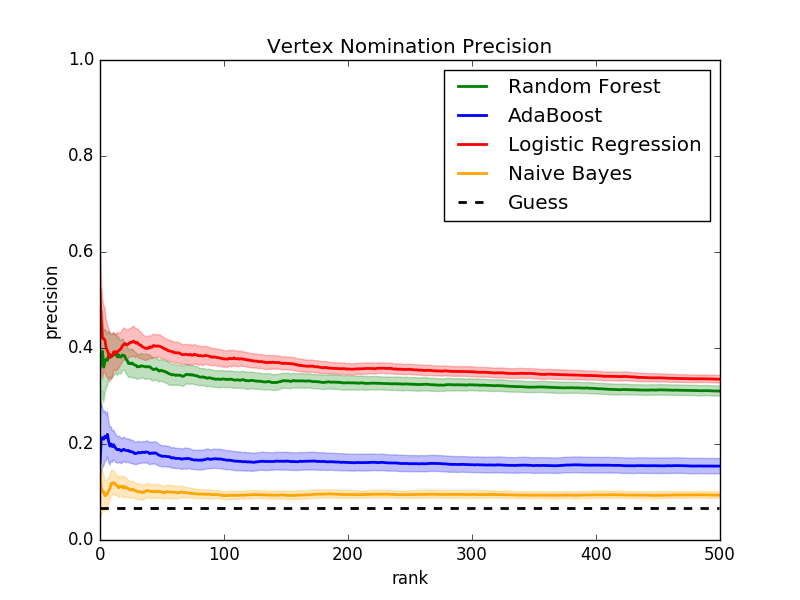 Vertex Nomination Precision
1.0
0.8
0.6
0.4
0.2
0.0
precision
Random Forest
AdaBoost
Logistic Regression
Naive Bayes
Guess
0 100 200 300 400 500
rank